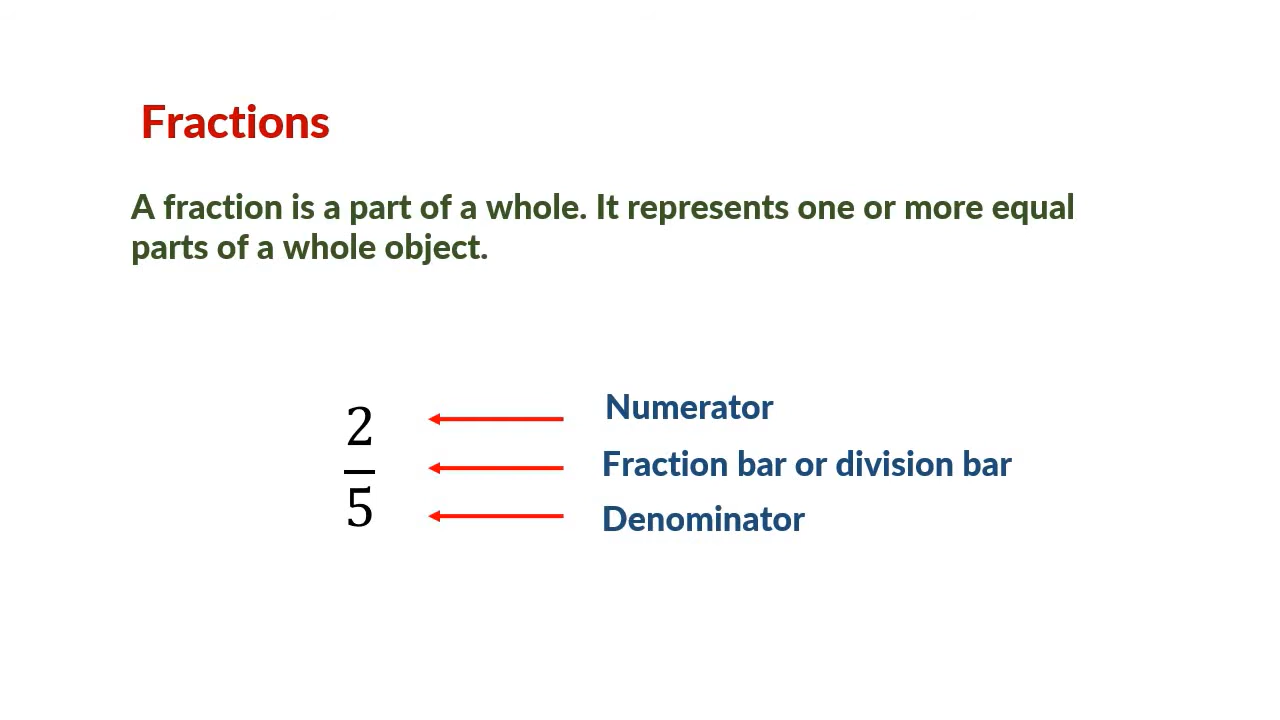 Fractions
A fraction is a part of a whole. It represents one or more equal
parts of a whole object.
2
Numerator
Fraction bar or division bar
5
Denominator